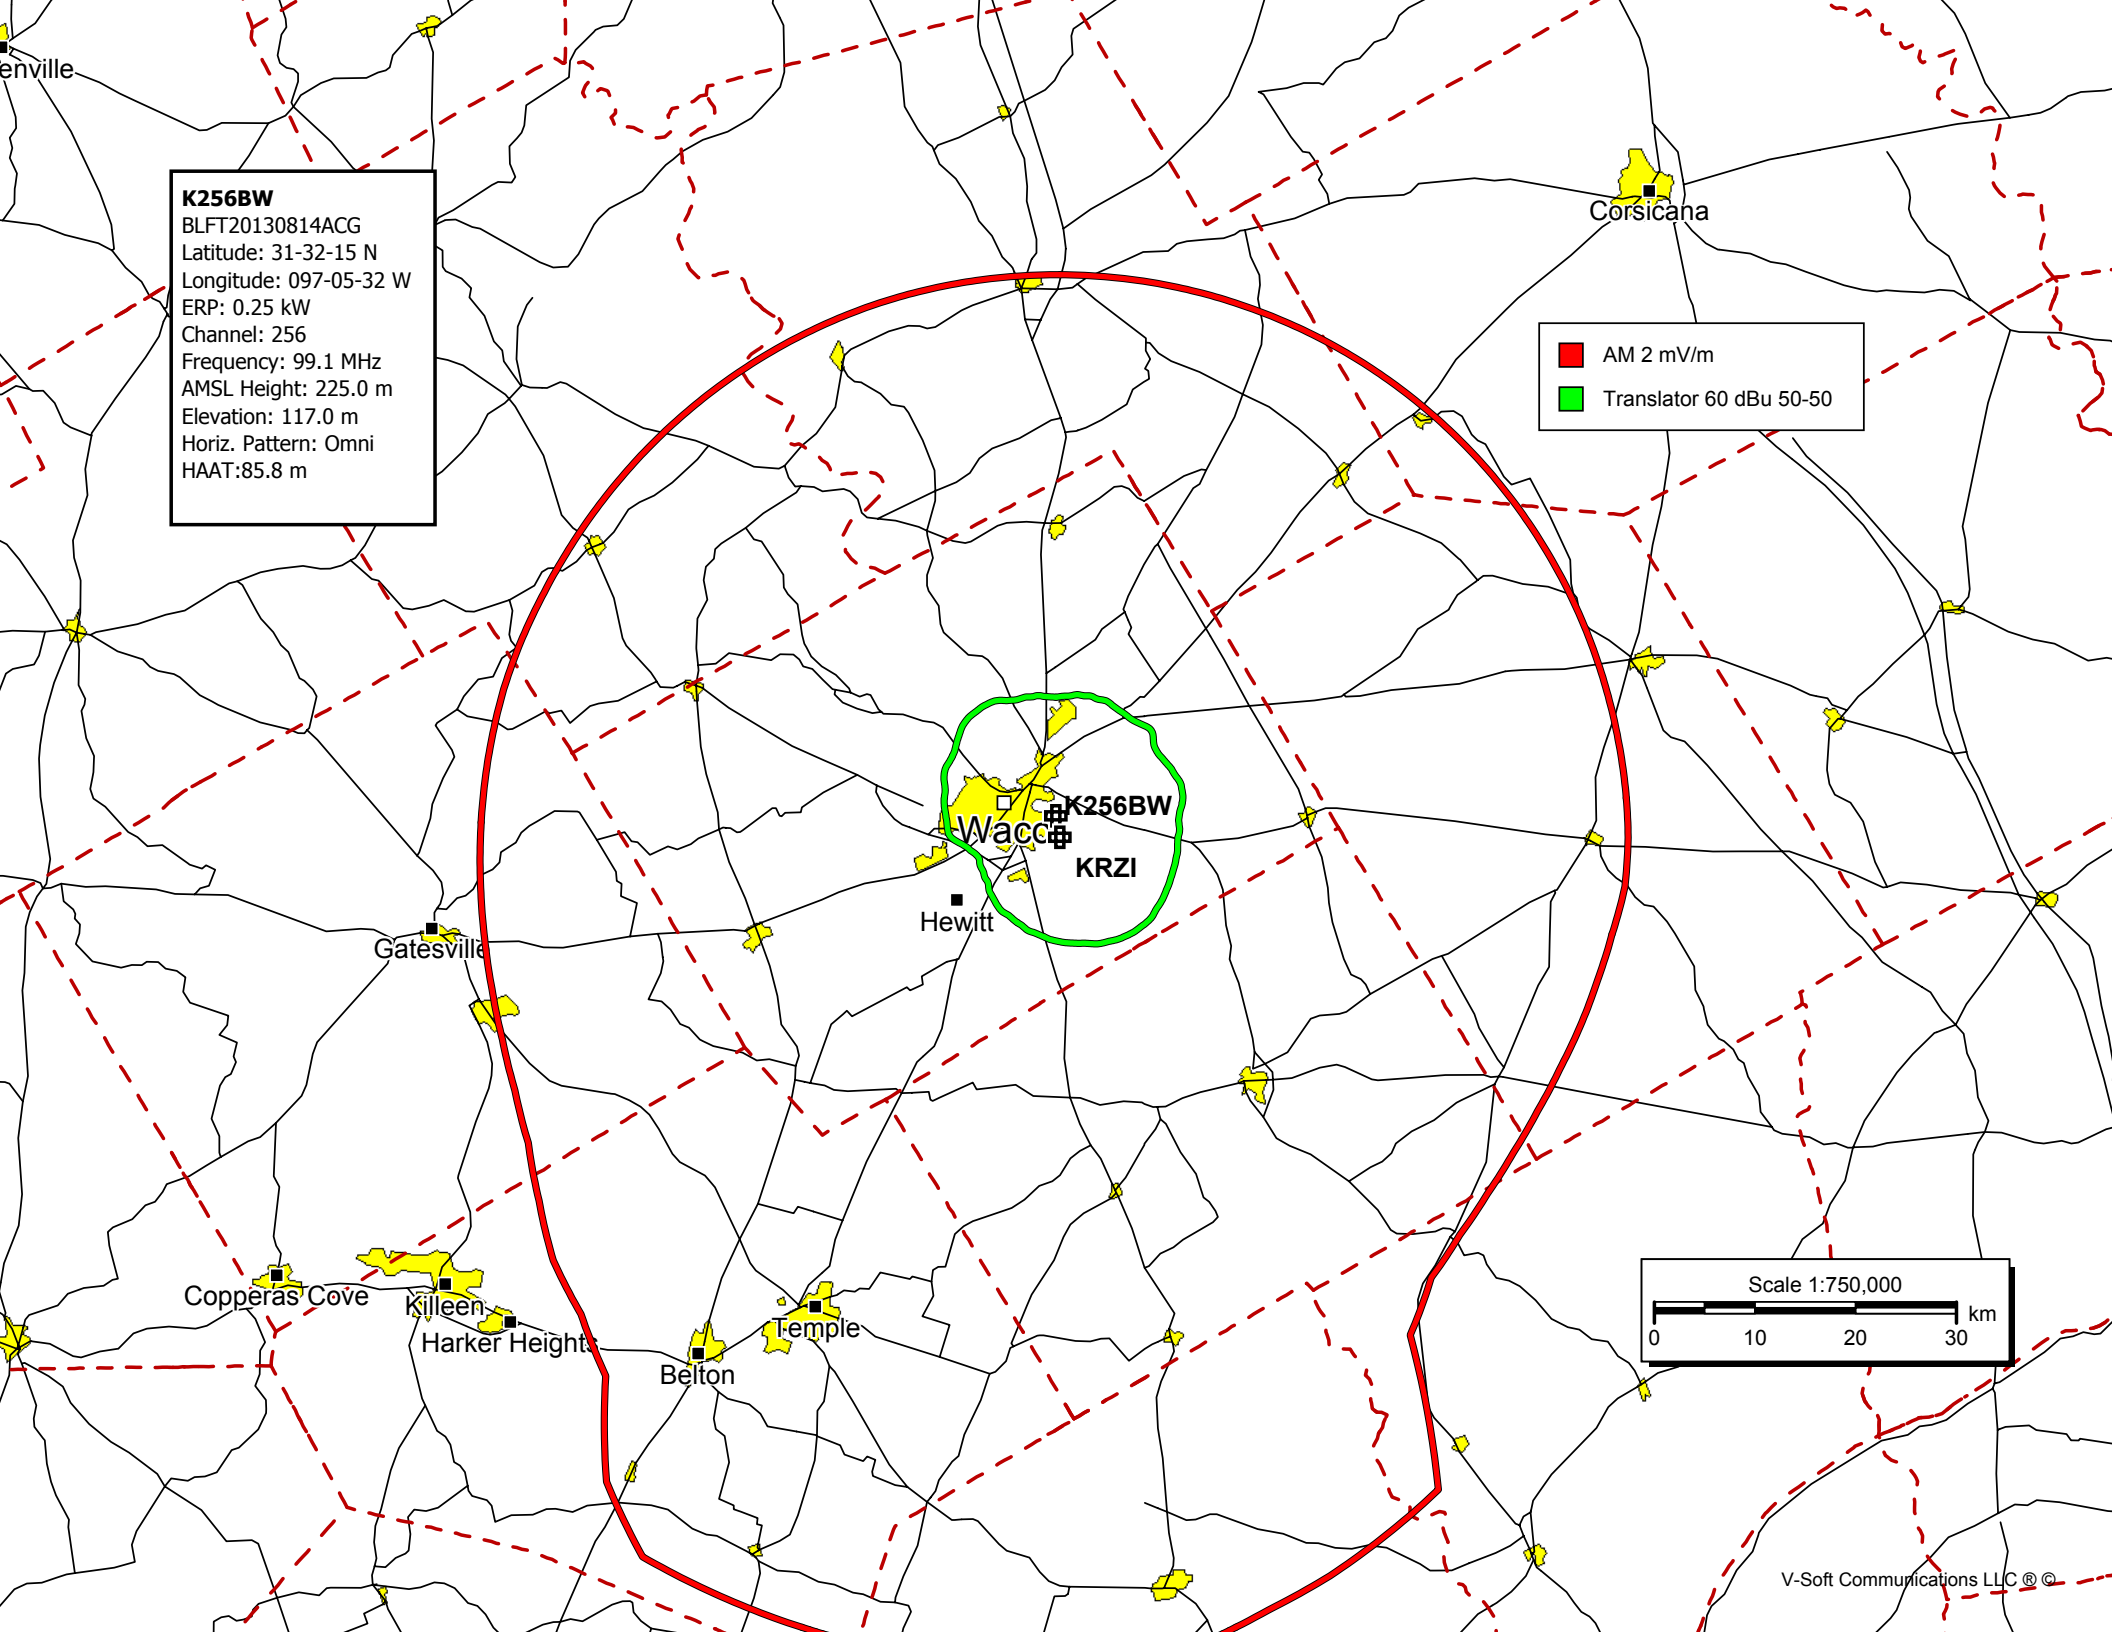 enville
K256BW
BLFT20130814ACG
Latitude: 31-32-15 N
Longitude: 097-05-32 W
ERP: 0.25 kW
Channel: 256
Frequency: 99.1 MHz
AMSL Height: 225.0 m
Elevation: 117.0 m
Horiz. Pattern: Omni
HAAT:85.8 m
Corsicana
AM 2 mV/m
Translator 60 dBu 50-50
K256BW
Waco
KRZI
Hewitt
Gatesville
Copperas Cove
Killeen
Harker Heights
Temple
Belton
Scale 1:750,000
km
0 10 20 30
V-Soft Communications LLC ® ©